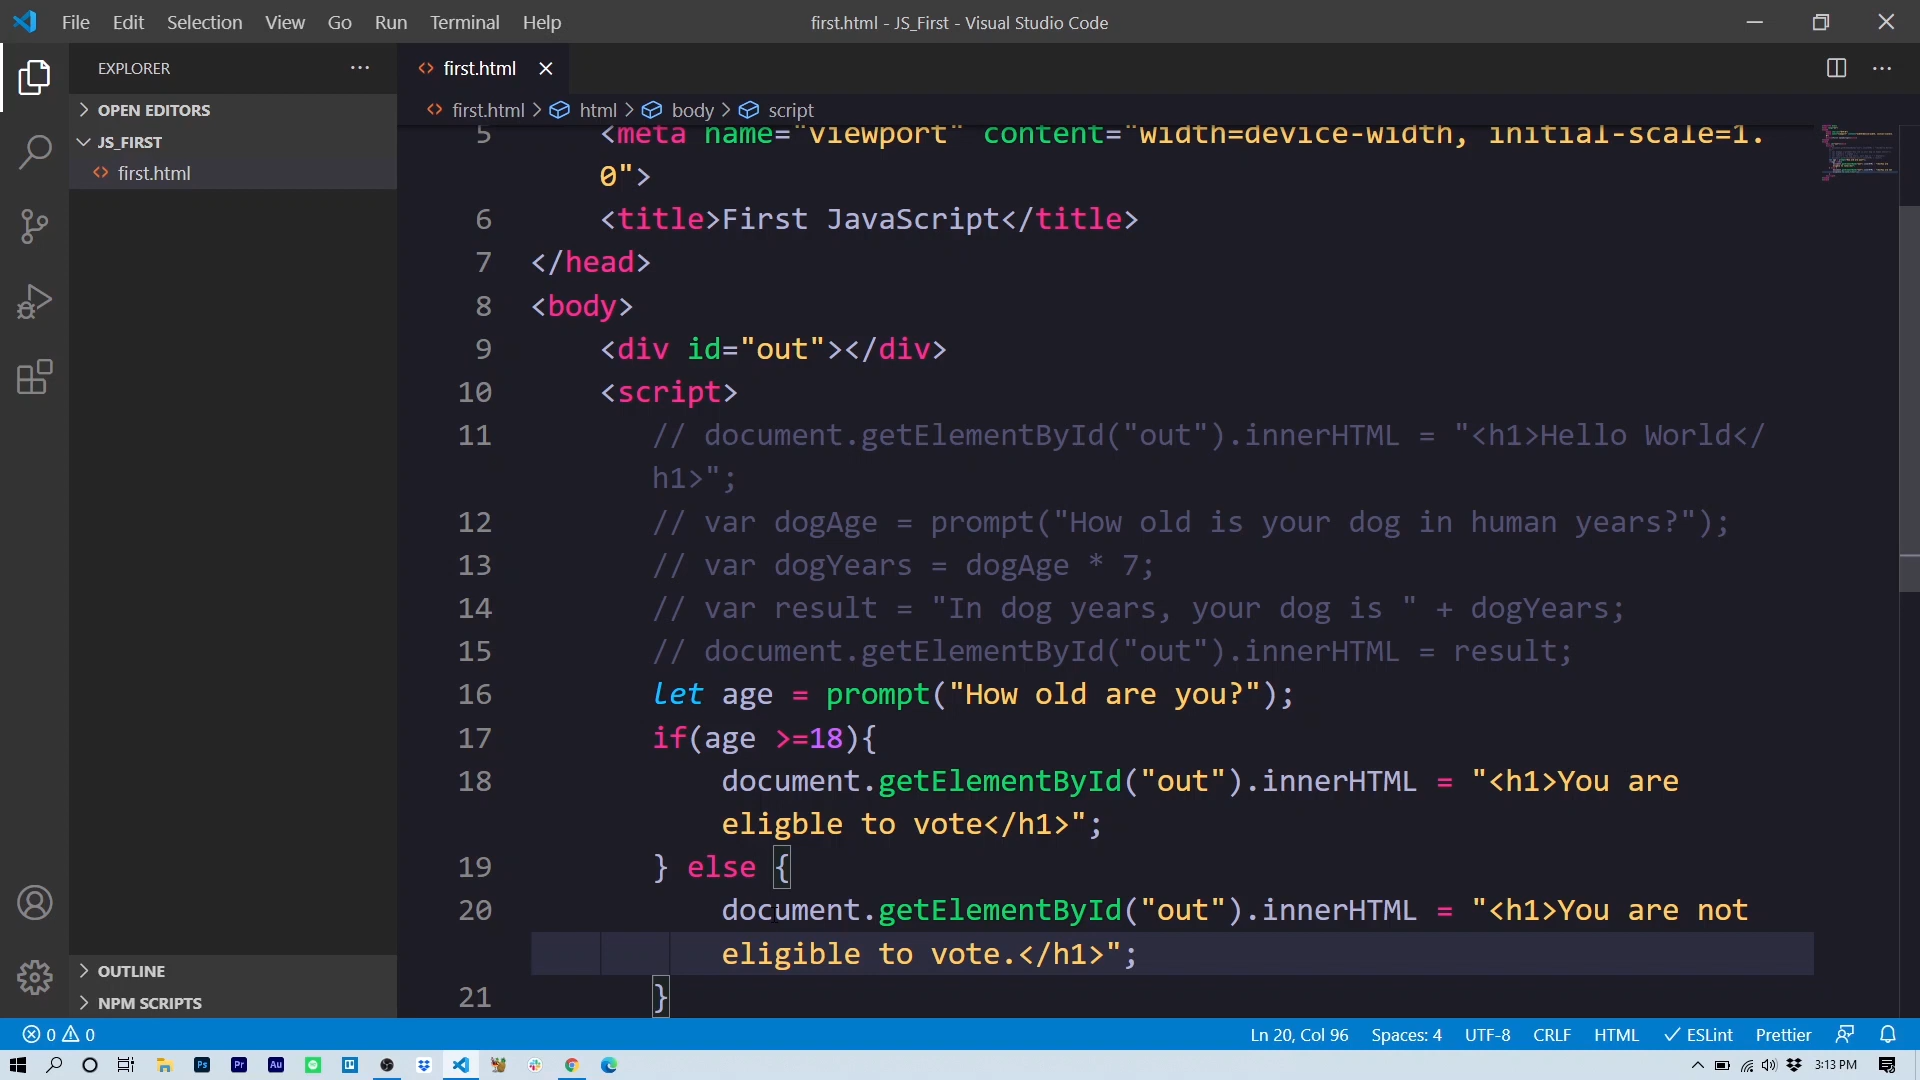 File Edit Selection View Go Run Terminal Help
first.html - JS_First - Visual Studio Code
EXPLORER
OPEN EDITORS
JS_FIRST
first.html
OUTLINE
NPM SCRIPTS
first.html
first.html > html > body > script
5 <meta name="viewport" content="width=device-width, initial-scale=1.
0">
6 <title>First JavaScript</title>
7 </head>
8 <body>
9 <div id="out"></div>
10 <script>
11 // document.getElementById("out").innerHTML = "<h1>Hello World</
h1>";
12 // var dogAge = prompt("How old is your dog in human years?");
13 // var dogYears = dogAge * 7;
14 // var result = "In dog years, your dog is " + dogYears;
15 // document.getElementById("out").innerHTML = result;
16 let age = prompt("How old are you?");
17 if(age >=18){
18 document.getElementById("out").innerHTML = "<h1>You are
eligble to vote</h1>";
19 } else {
20 document.getElementById("out").innerHTML = "<h1>You are not
eligible to vote.</h1>";
21 }
0 0
Ln 20, Col 96 Spaces: 4 UTF-8 CRLF HTML ESLint Prettier
Ps Pr Au
3:13 PM